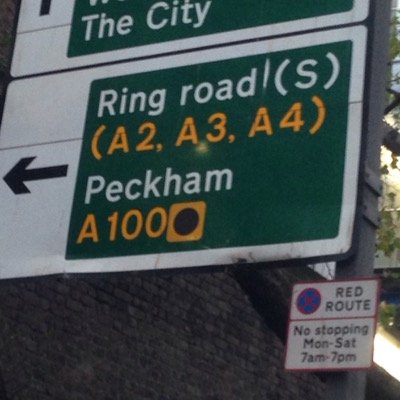 The City
Ring road (S)
(A2, A3, A4)
Peckham
A100
RED
ROUTE
No stopping
Mon-Sat
7am-7pm